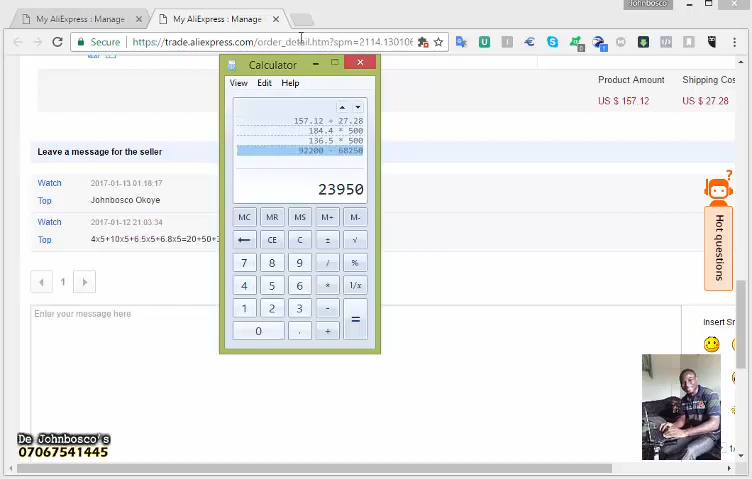 Johnbosco
My AliExpress : Manage
My AliExpress : Manage
Secure
https://trade.aliexpress.com/order_detail.htm?spm=2114.130106
Calculator
View Edit Help
Product Amount
Shipping Cos
157.12 + 27.28
184.4 * 500
136.5 * 500
92200 - 68250
23950
US $ 157.12
US $ 27.28
Leave a message for the seller
Watch
2017-01-13 01:18:17
Top
Johnbosco Okoye
Watch
2017-01-12 21:03:34
Top
4x5+10x5+6.5x5+6.8x5=20+50+3
MC MR MS M+ M-
← CE C ± √
7 8 9 / %
4 5 6 * 1/x
1 2 3 - =
0 . +
Hot questions
1
Enter your message here
Insert Sm
De Johnbosco's
07067541445